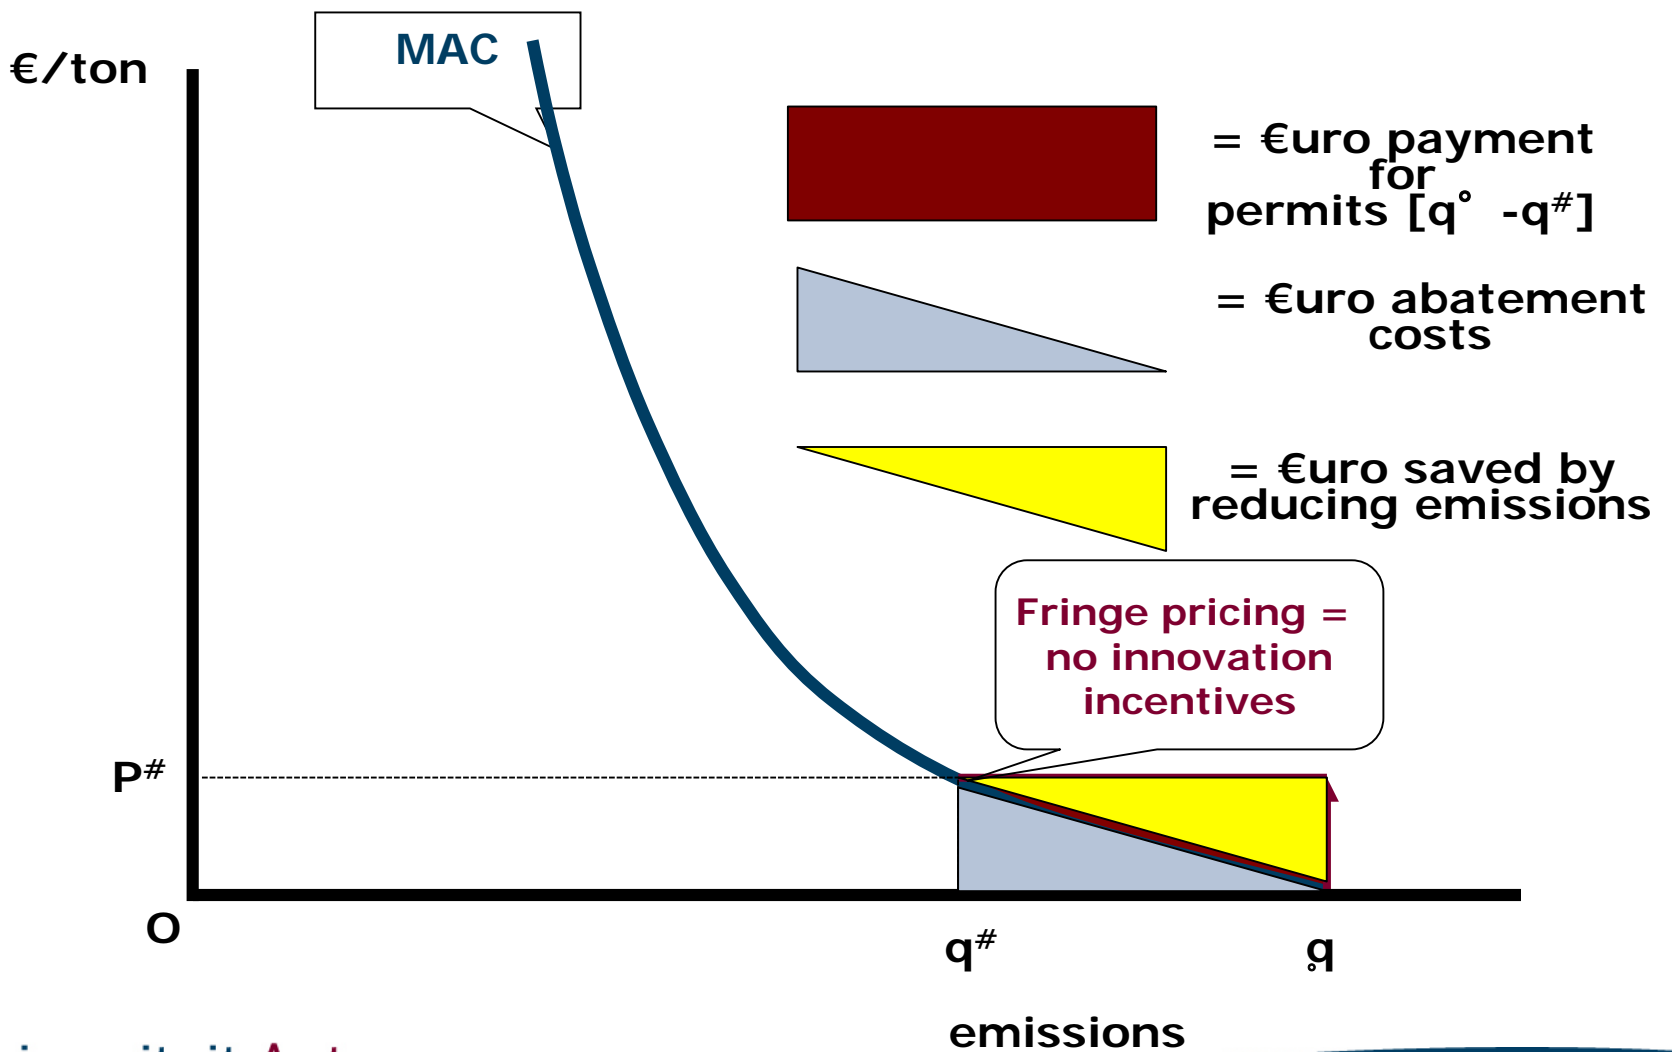 MAC
€/ton
= €uro payment
for
permits [q° -q#]
= €uro abatement
costs
= €uro saved by
reducing emissions
Fringe pricing =
no innovation
incentives
P#
O
q#
q°
emissions